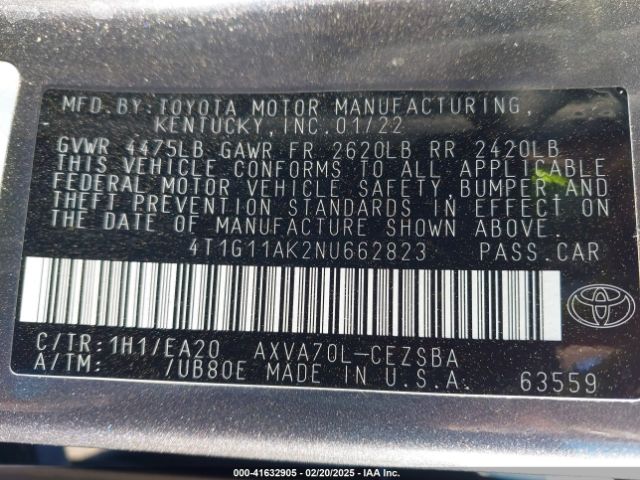 MFD. BY: TOYOTA MOTOR MANUFACTURING,
KENTUCKY, INC. 01/22
GVWR 4475LB GAWR FR 2620LB RR 2420LB
THIS VEHICLE CONFORMS TO ALL APPLICABLE
FEDERAL MOTOR VEHICLE SAFETY, BUMPER AND
THEFT PREVENTION STANDARDS IN EFFECT ON
THE DATE OF MANUFACTURE SHOWN ABOVE.
4T1G11AK2NU662823 PASS.CAR
C/TR: 1H1/EA20 AXVA70L-CEZSBA
A/TM: /UB80E MADE IN U.S.A. 63559
000-41632905 - 02/20/2025 - IAA Inc.